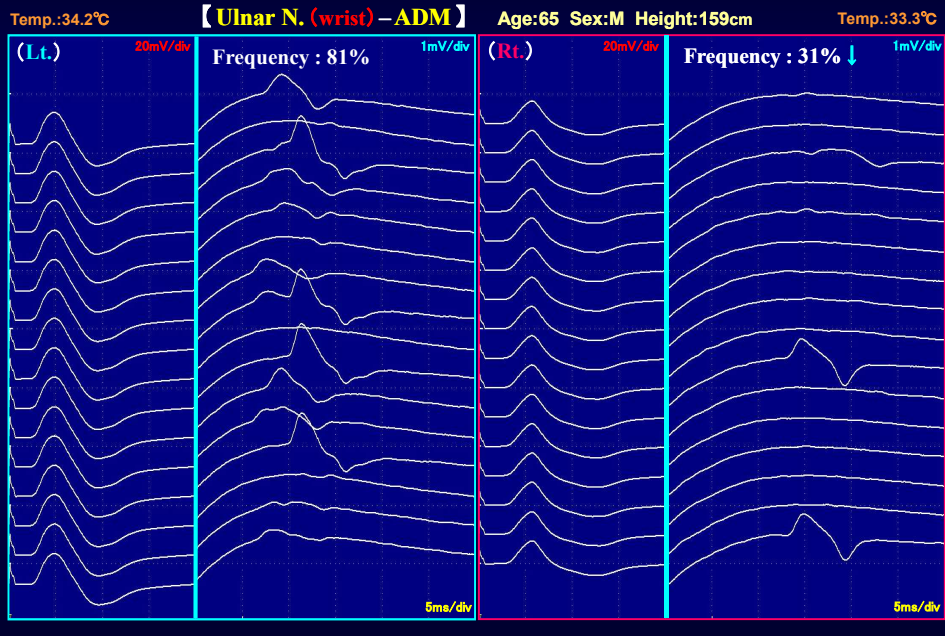 Temp.:34.2℃ 【Ulnar N.(wrist)–ADM】 Age:65 Sex:M Height:159cm Temp.:33.3℃
(Lt.) 20mV/div 1mV/div (Rt.) 20mV/div 1mV/div
Frequency : 81% Frequency : 31%↓
5ms/div 5ms/div